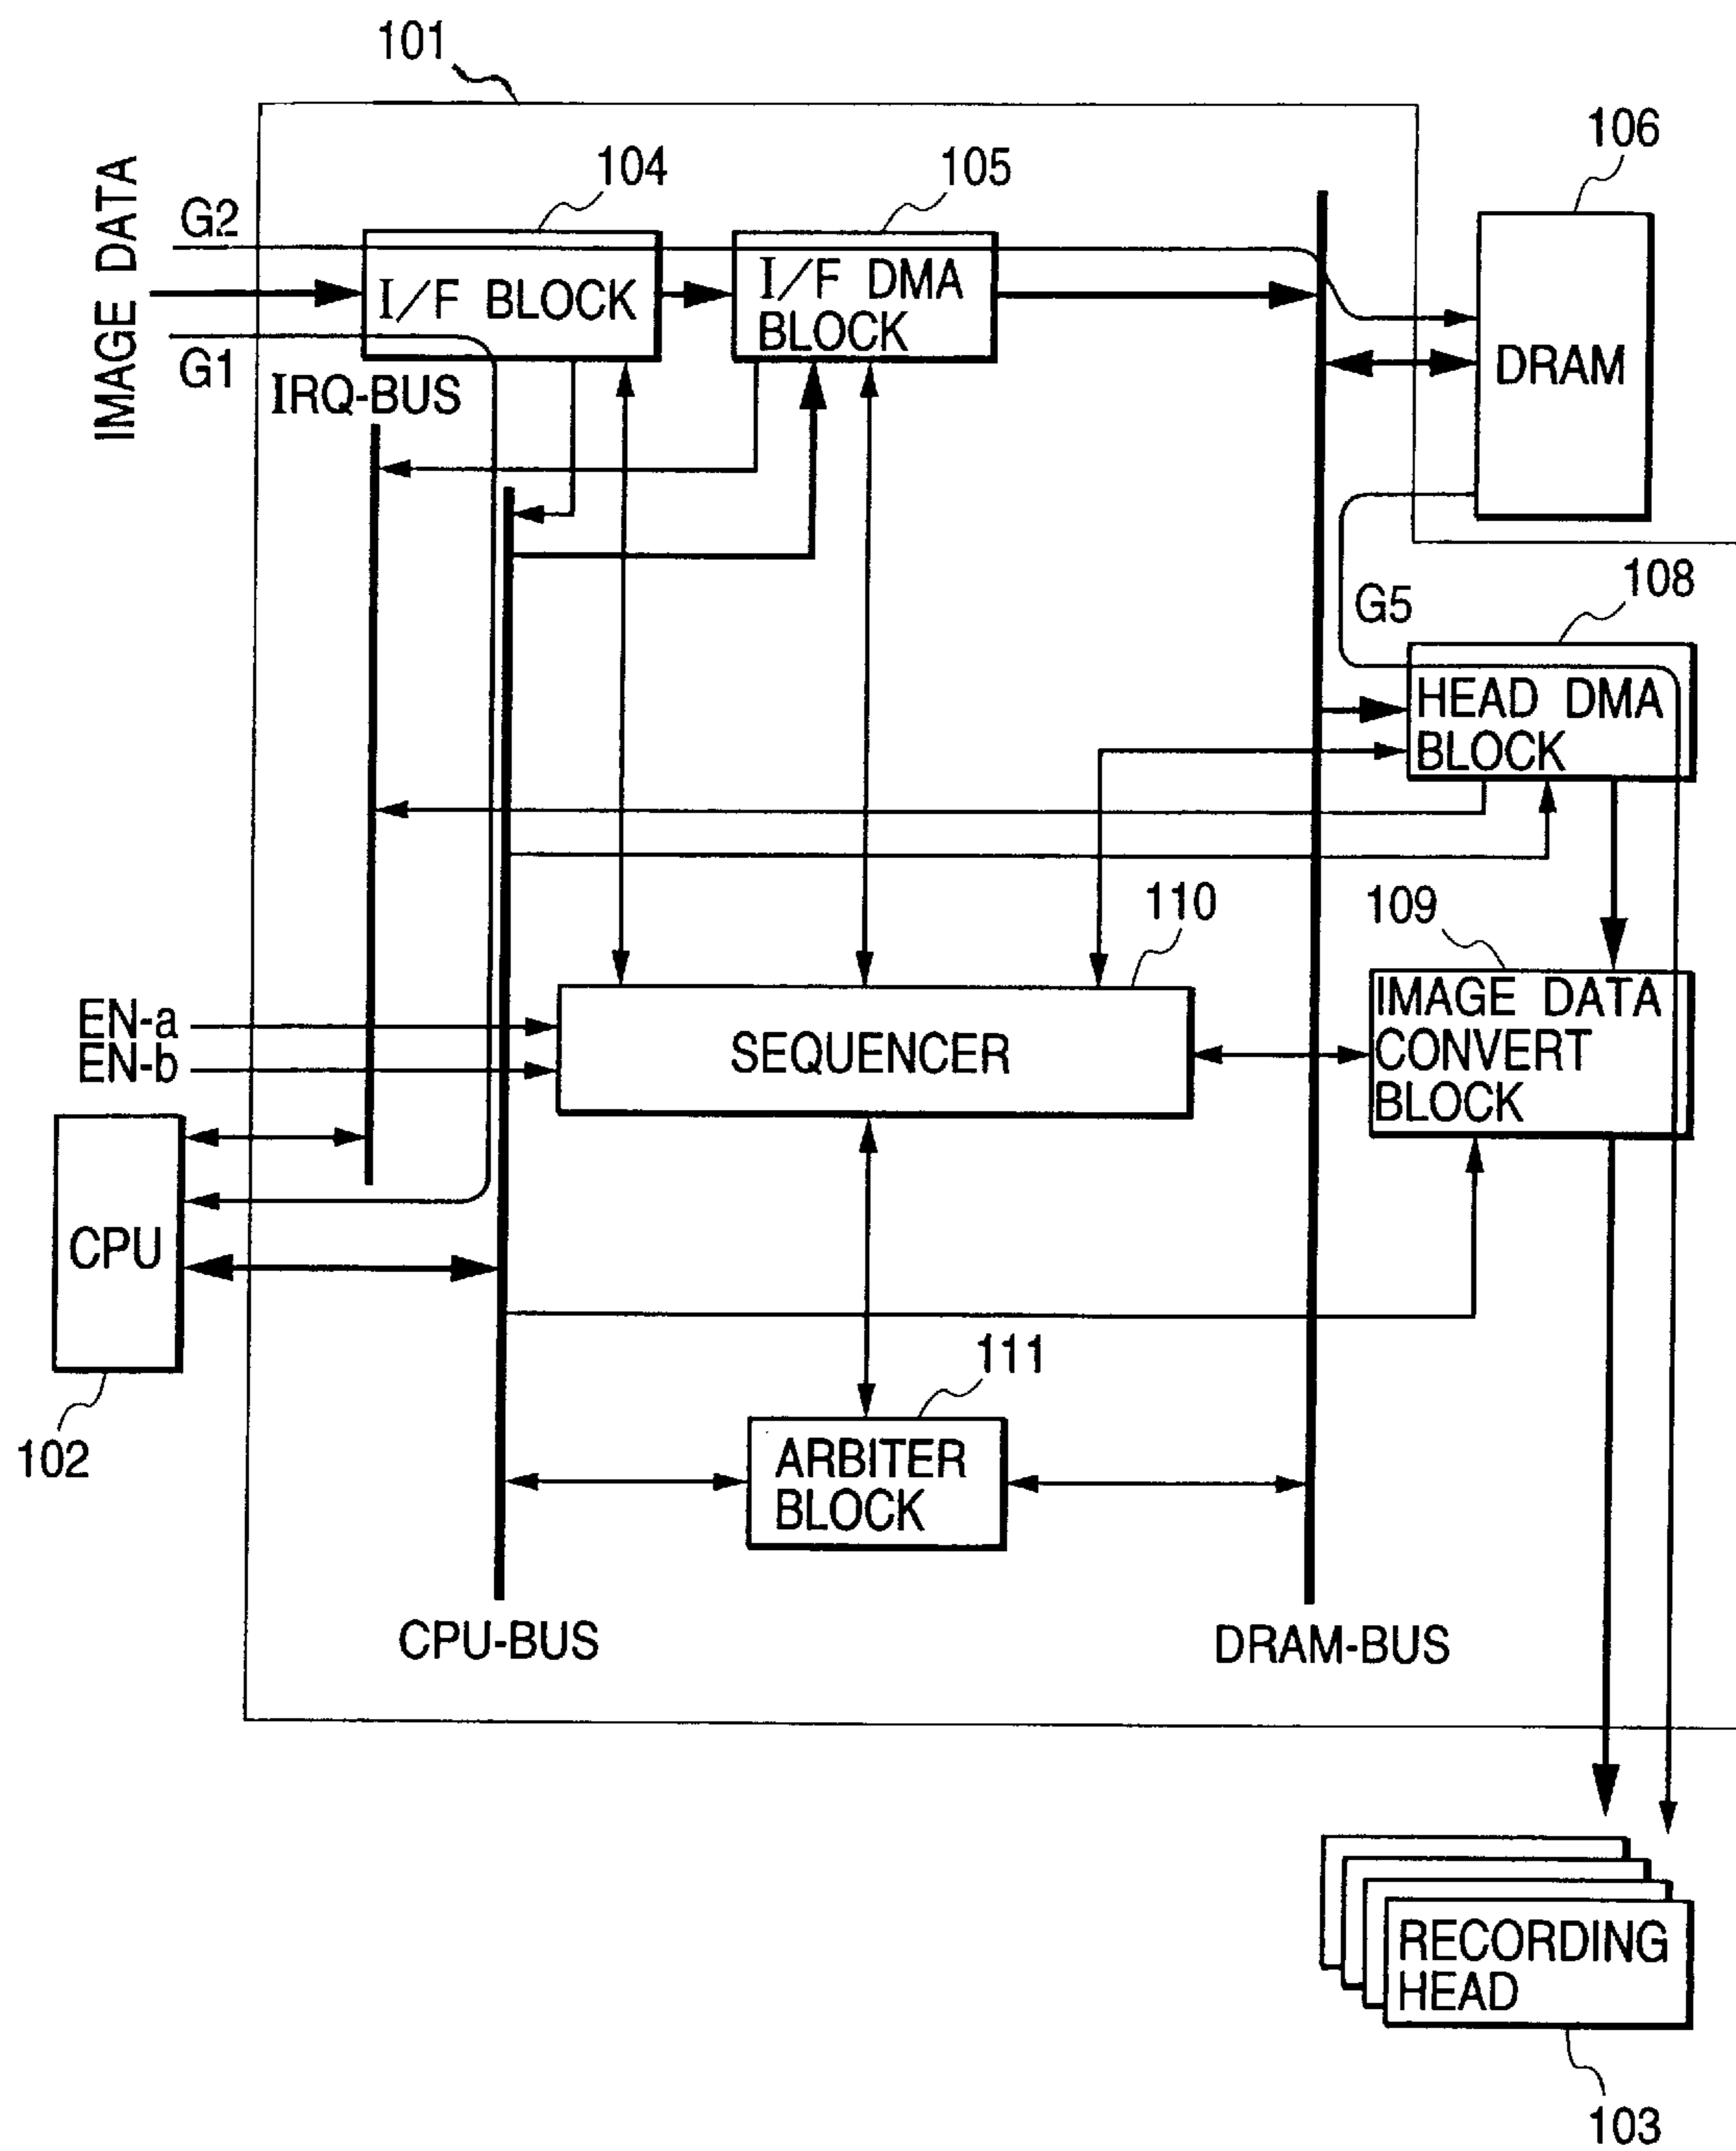 101
IMAGE DATA
G2
104
105
106
I/F BLOCK
I/F DMA
BLOCK
DRAM
G1
IRQ-BUS
G5
108
HEAD DMA
BLOCK
110
109
EN-a
EN-b
SEQUENCER
IMAGE DATA
CONVERT
BLOCK
CPU
102
111
ARBITER
BLOCK
CPU-BUS
DRAM-BUS
RECORDING
HEAD
103